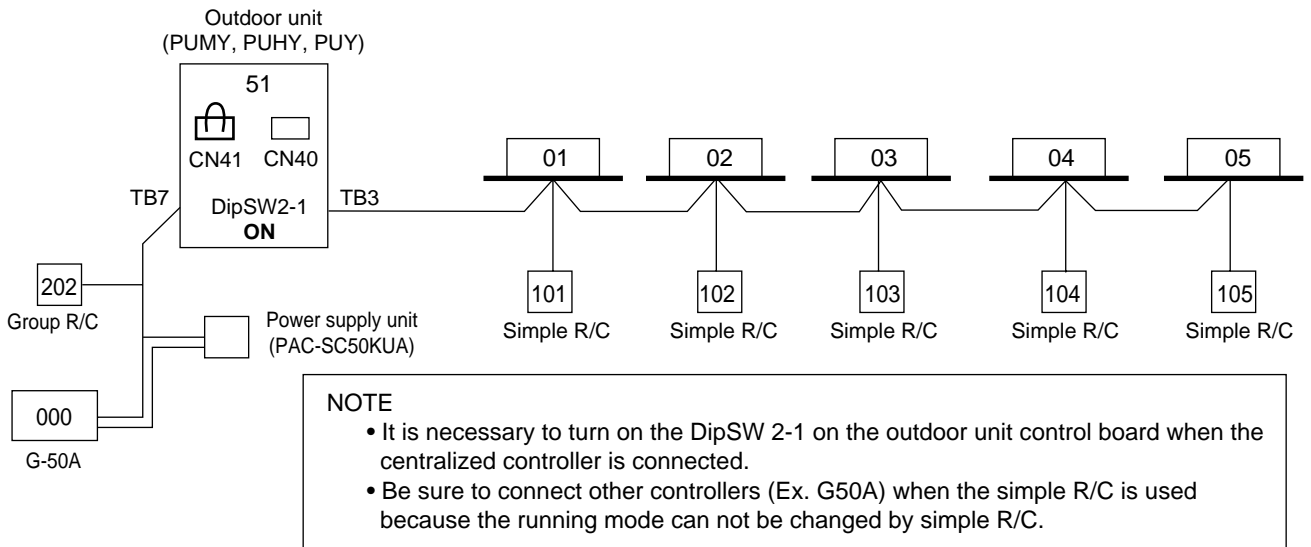 Outdoor unit
(PUMY, PUHY, PUY)
51
CN41
CN40
TB7
DipSW2-1
ON
TB3
01
02
03
04
05
202
Group R/C
Power supply unit
(PAC-SC50KUA)
000
G-50A
101
102
103
104
105
Simple R/C
Simple R/C
Simple R/C
Simple R/C
Simple R/C
NOTE
• It is necessary to turn on the DipSW 2-1 on the outdoor unit control board when the
centralized controller is connected.
• Be sure to connect other controllers (Ex. G50A) when the simple R/C is used
because the running mode can not be changed by simple R/C.